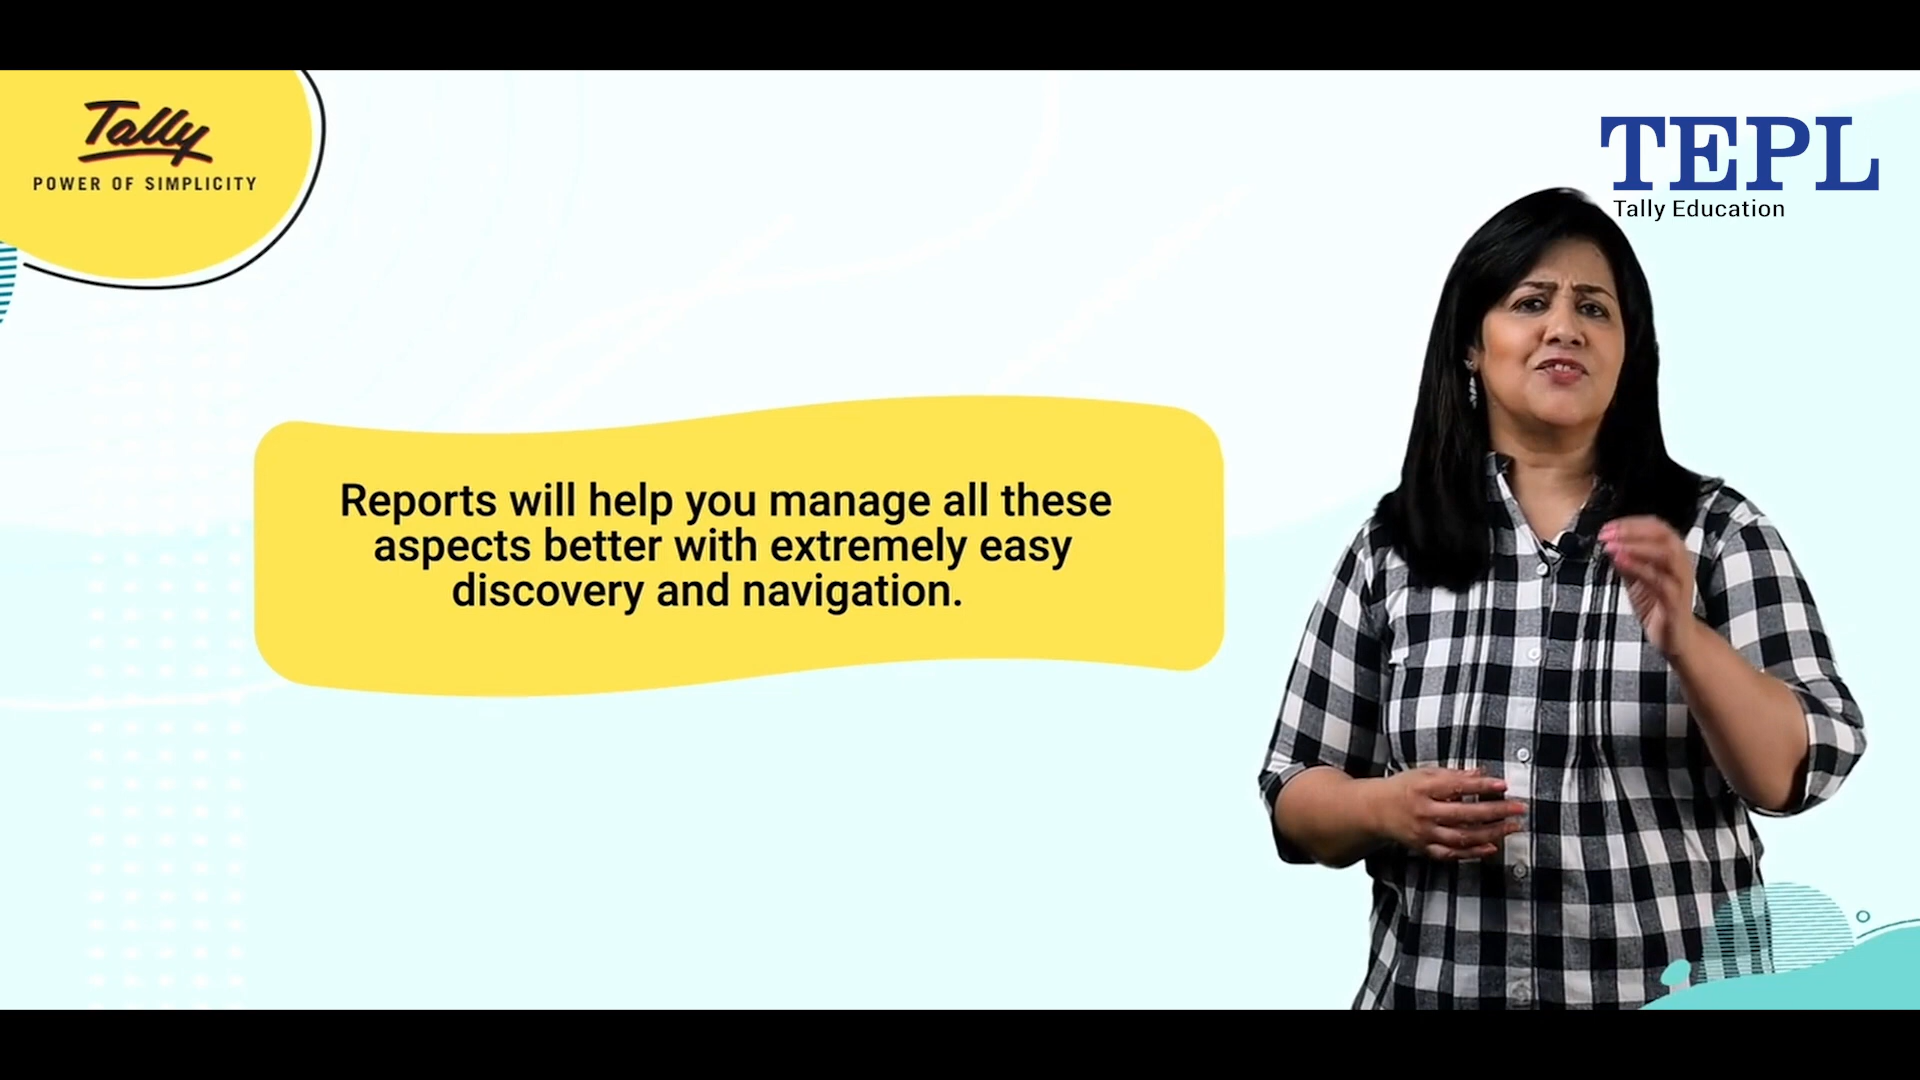 Tally
POWER OF SIMPLICITY
TEPL
Tally Education
Reports will help you manage all these
aspects better with extremely easy
discovery and navigation.